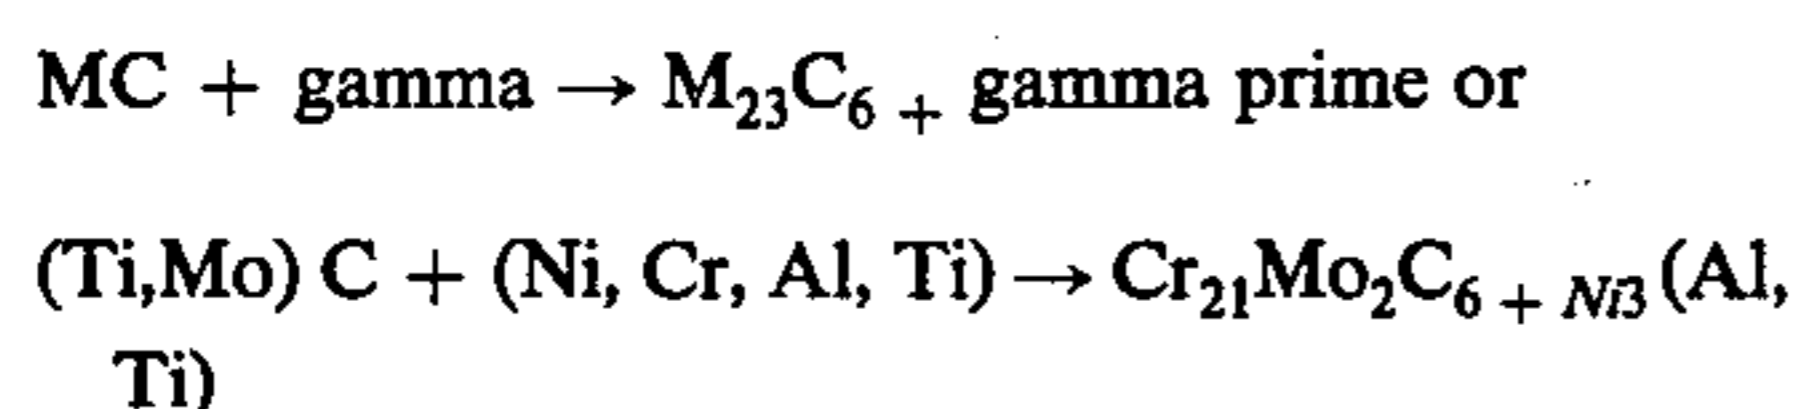 MC + gamma → M₂₃C₆ ₊ gamma prime or
(Ti,Mo) C + (Ni, Cr, Al, Ti) → Cr₂₁Mo₂C₆ ₊ Ni3 (Al,
Ti)